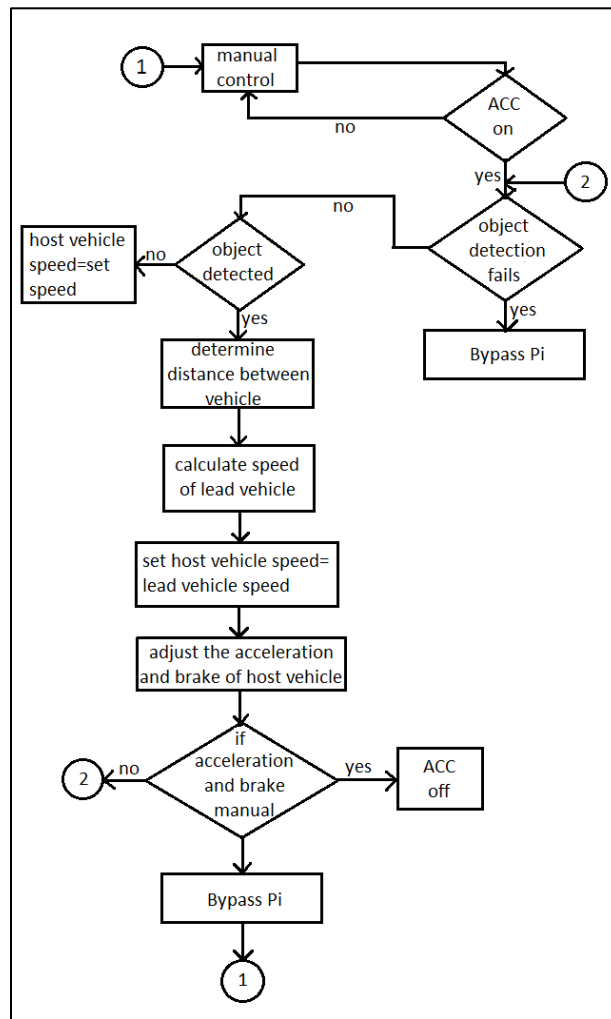 1
manual
control
ACC
on
no
yes
2
no
object
detection
fails
host vehicle
speed=set
speed
no
object
detected
yes
yes
Bypass Pi
determine
distance between
vehicle
calculate speed
of lead vehicle
set host vehicle speed=
lead vehicle speed
adjust the acceleration
and brake of host vehicle
if
acceleration
and brake
manual
2
no
yes
ACC
off
Bypass Pi
1